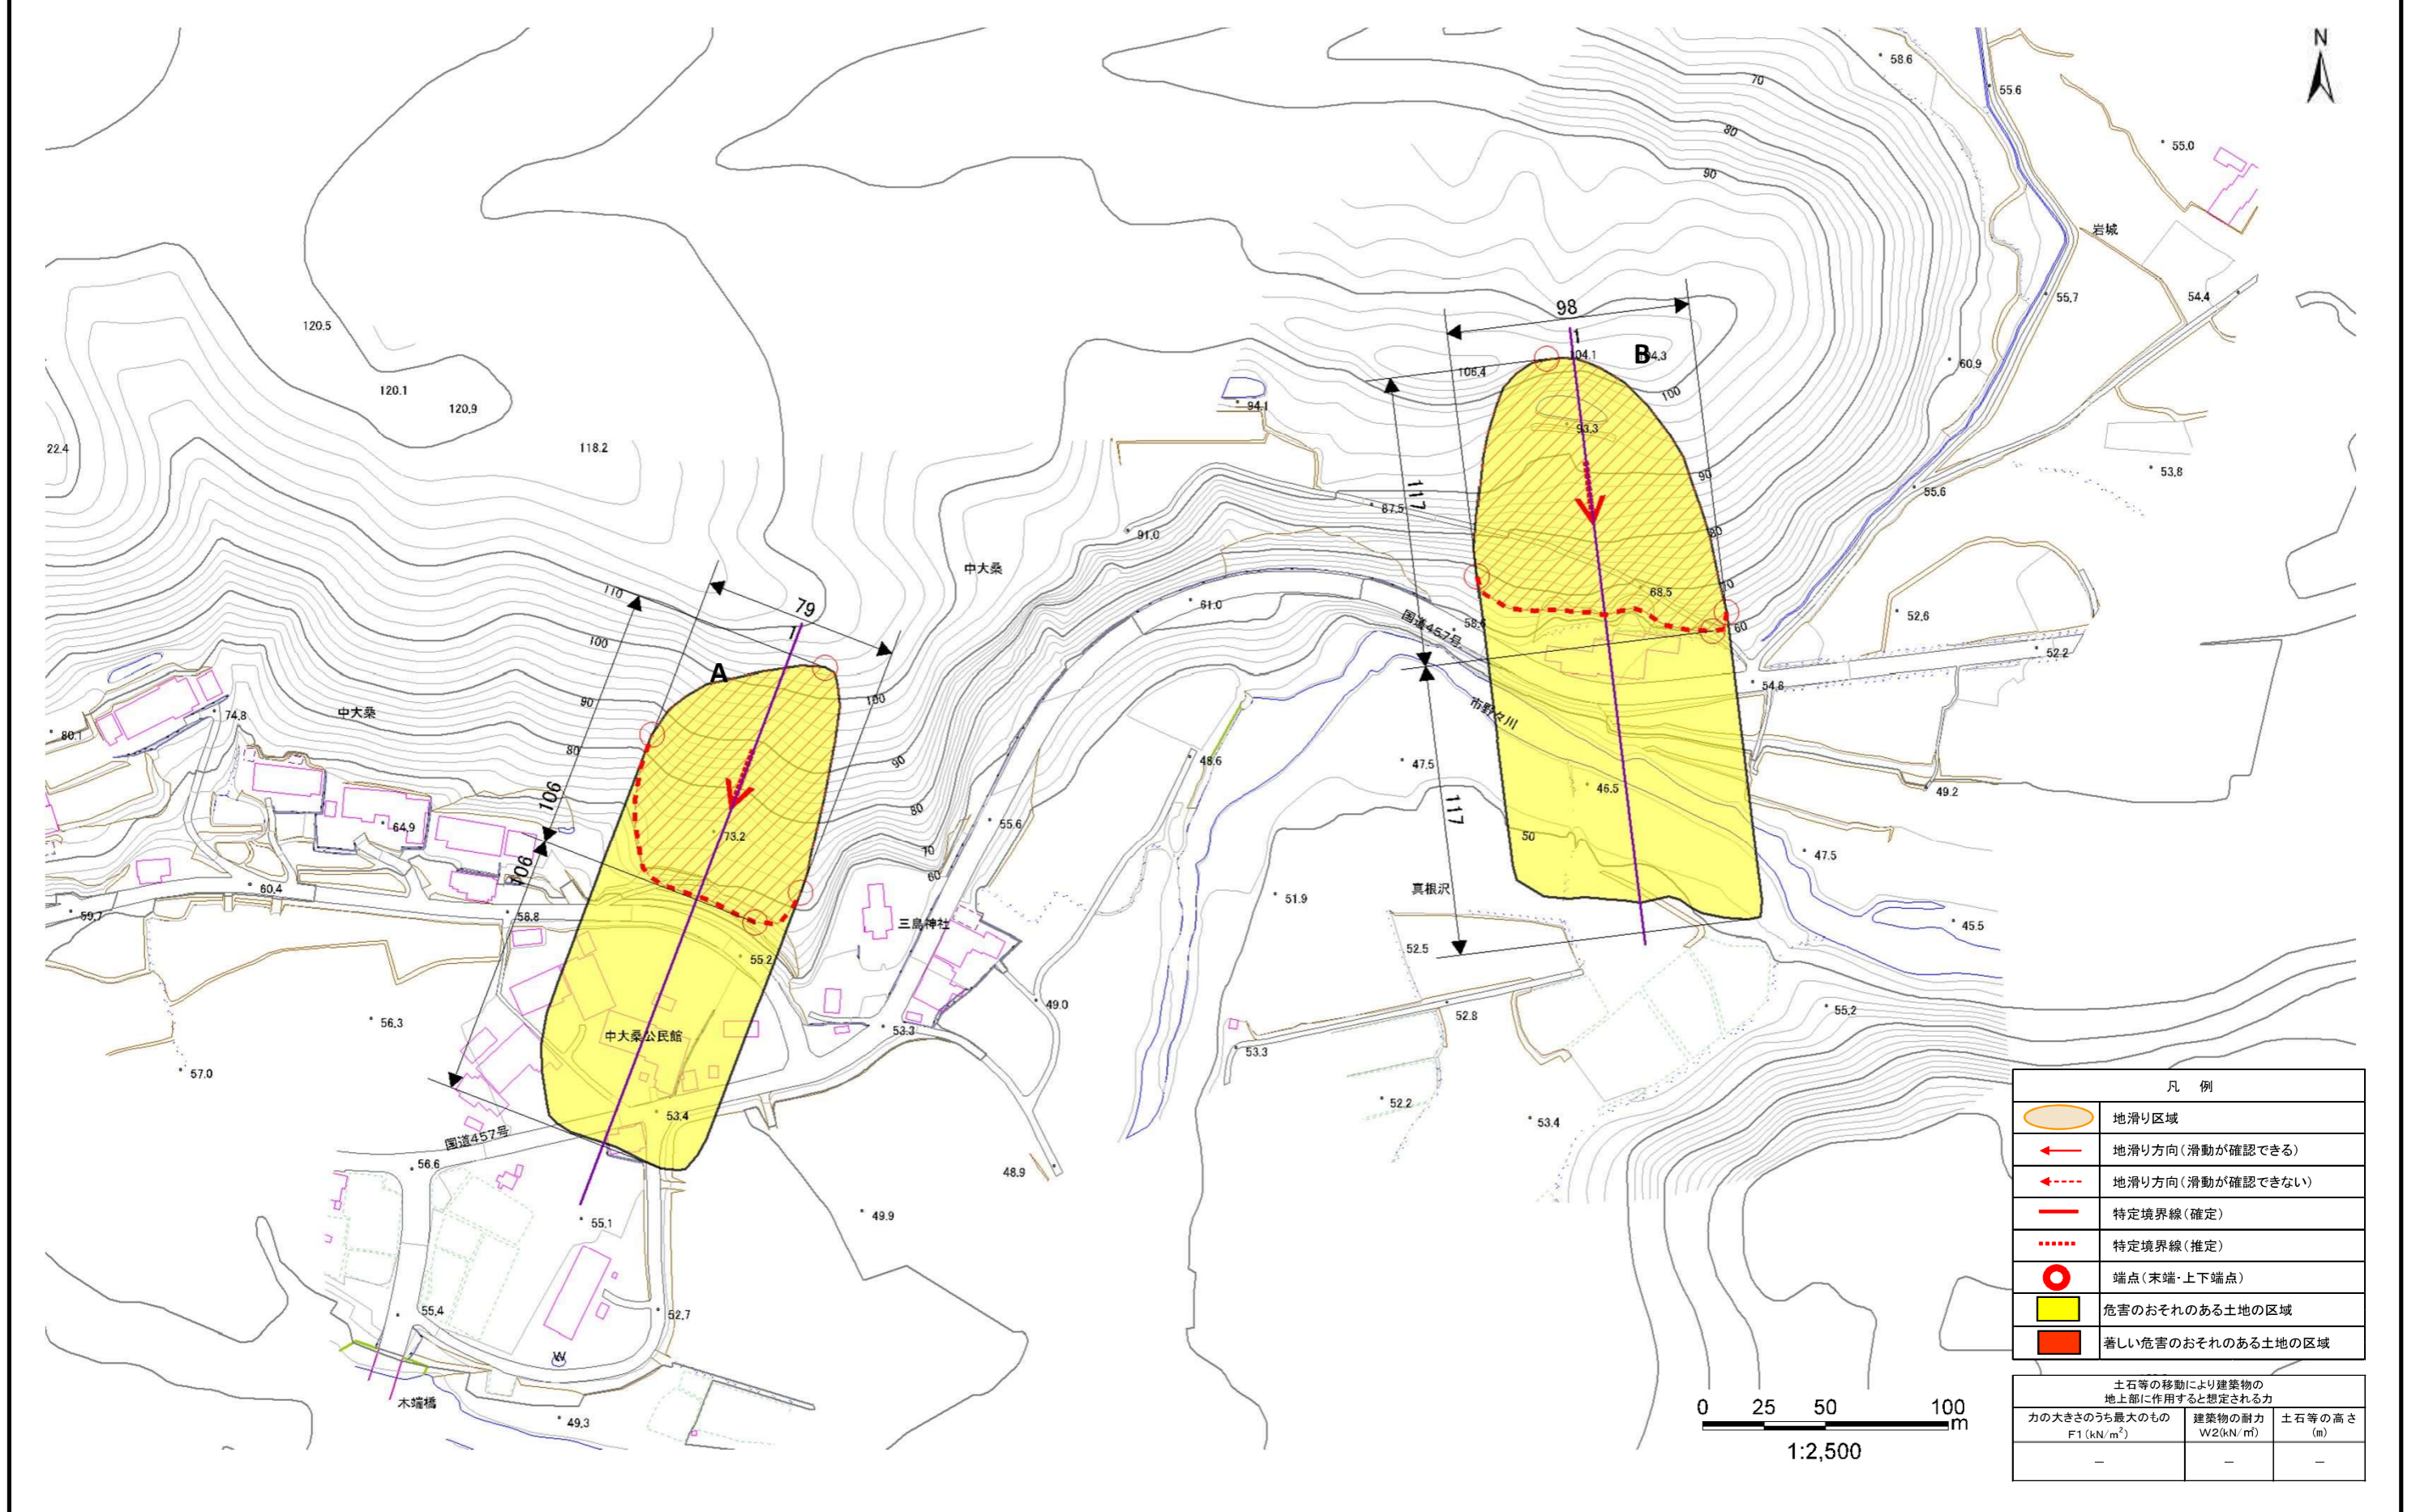 N
58.6
70
55.6
80
55.0
90
岩城
55.7
54.4
98
1
104.1
B
120.5
106.4
60.9
100
120.1
120.9
94.1
93.3
118.2
22.4
90
53.8
117
87.5
55.6
91.0
80
中大桑
70
110
79
1
61.0
68.5
52.6
国道457号
58.6
60
100
52.2
A
54.8
90
100
中大桑
74.8
市野々川
80.1
80
90
48.6
47.5
46.5
49.2
106
80
117
64.9
73.2
55.6
50
47.5
106
70
60
60.4
真根沢
51.9
59.7
58.8
三島神社
45.5
55.2
52.5
49.0
56.3
52.8
55.2
中大桑公民館
53.3
53.3
57.0
52.2
53.4
53.4
国道457号
56.6
48.9
49.9
55.1
55.4
52.7
W
木端橋
49.3
0 25 50 100
m
1:2,500
凡 例
地滑り区域
地滑り方向(滑動が確認できる)
地滑り方向(滑動が確認できない)
特定境界線(確定)
特定境界線(推定)
端点(末端・上下端点)
危害のおそれのある土地の区域
著しい危害のおそれのある土地の区域
土石等の移動により建築物の
地上部に作用すると想定される力
力の大きさのうち最大のもの 建築物の耐力 土石等の高さ
F1(kN/m²) W2(kN/㎡) (m)
− − −